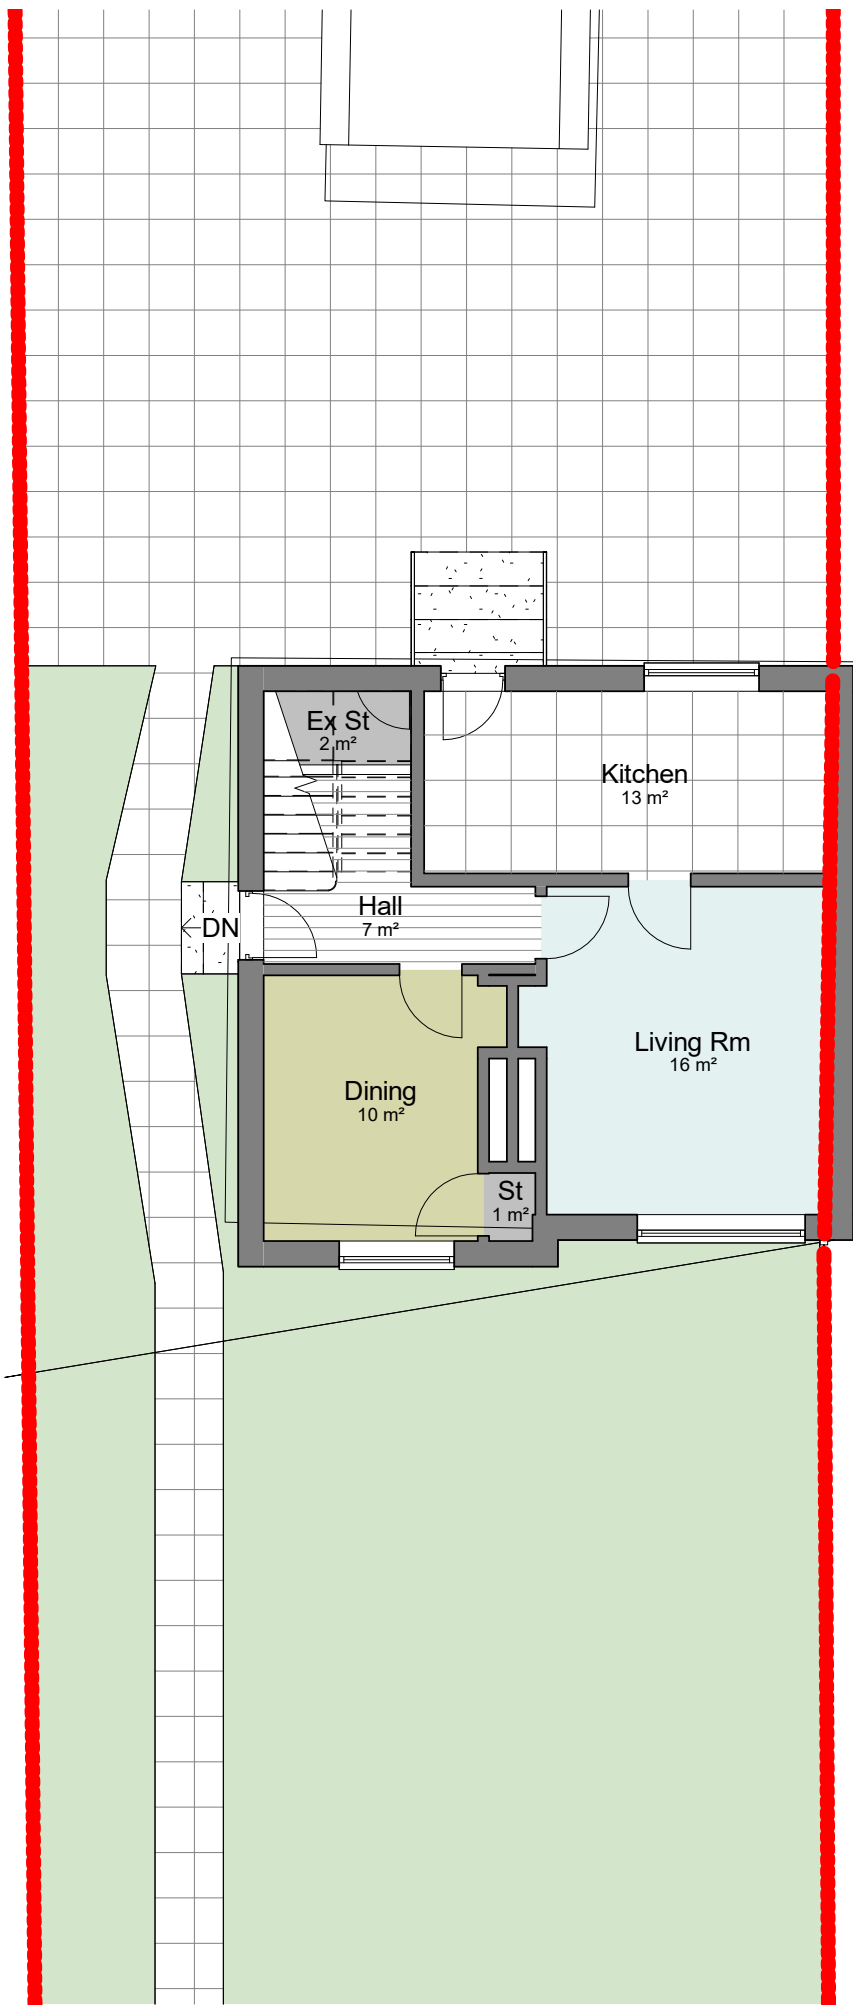 Ex St
2 m²
Kitchen
13 m²
Hall
7 m²
DN
Living Rm
16 m²
Dining
10 m²
St
1 m²